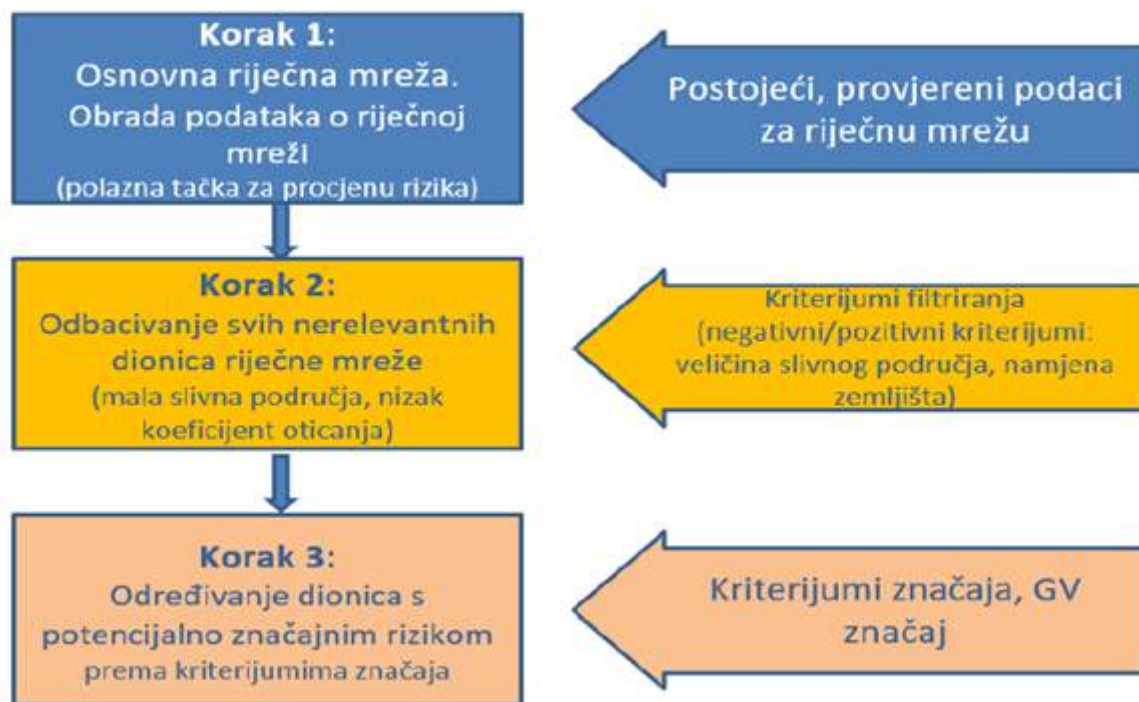 Korak 1:
Osnovna riječna mreža.
Obrada podataka o riječnoj
mreži
(polazna tačka za procjenu rizika)
Postojeći, provjereni podaci
za riječnu mrežu
Korak 2:
Odbacivanje svih nerelevantnih
dionica riječne mreže
(mala slivna područja, nizak
koeficijent oticanja)
Kriterijumi filtriranja
(negativni/pozitivni kriterijumi:
veličina slivnog područja, namjena
zemljišta)
Korak 3:
Određivanje dionica s
potencijalno značajnim rizikom
prema kriterijumima značaja
Kriterijumi značaja, GV
značaj